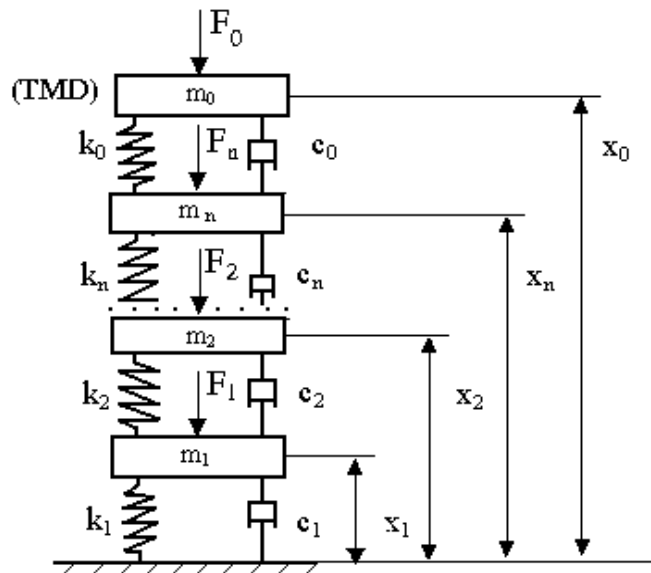 F₀
(TMD)
m₀
k₀
Fₙ
c₀
x₀
mₙ
kₙ
F₂
cₙ
xₙ
m₂
k₂
F₁
c₂
x₂
m₁
k₁
c₁
x₁